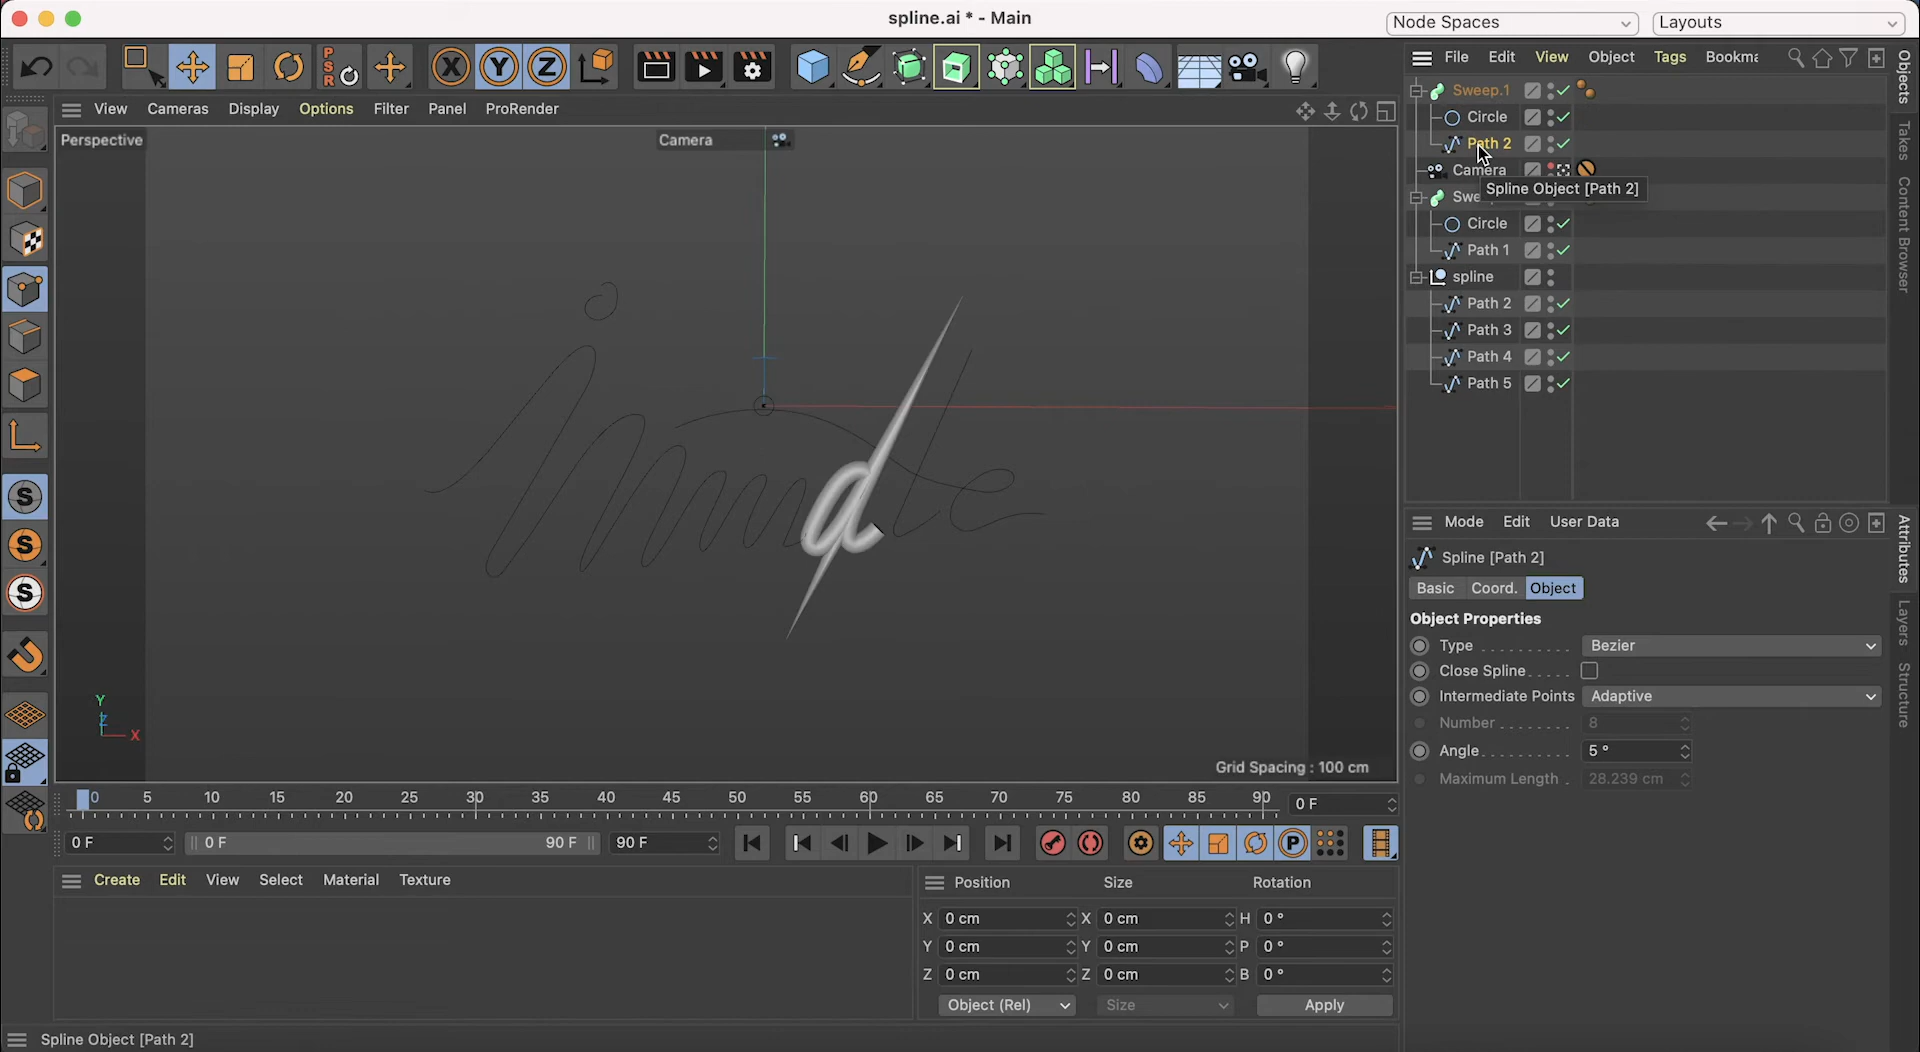 spline.ai * - Main
Node Spaces
Layouts
File Edit View Object Tags Bookma
View Cameras Display Options Filter Panel ProRender
Perspective
Camera
Sweep.1
Circle
Path 2
Camera
Spline Object [Path 2]
Swe
Circle
Path 1
spline
Path 2
Path 3
Path 4
Path 5
Objects
Takes
Content Browser
X Y Z
P S R
S
S
S
Y
Z
X
Grid Spacing : 100 cm
Mode Edit User Data
Spline [Path 2]
Basic Coord. Object
Object Properties
Type . . . . . . . . . . Bezier
Close Spline . . . . .
Intermediate Points Adaptive
Number . . . . . . . . 8
Angle . . . . . . . . . . 5 °
Maximum Length . 28.239 cm
Attributes
Layers
Structure
0 5 10 15 20 25 30 35 40 45 50 55 60 65 70 75 80 85 90 0 F
0 F 0 F 90 F 90 F P
Create Edit View Select Material Texture
Position Size Rotation
X 0 cm X 0 cm H 0 °
Y 0 cm Y 0 cm P 0 °
Z 0 cm Z 0 cm B 0 °
Object (Rel) Size Apply
Spline Object [Path 2]